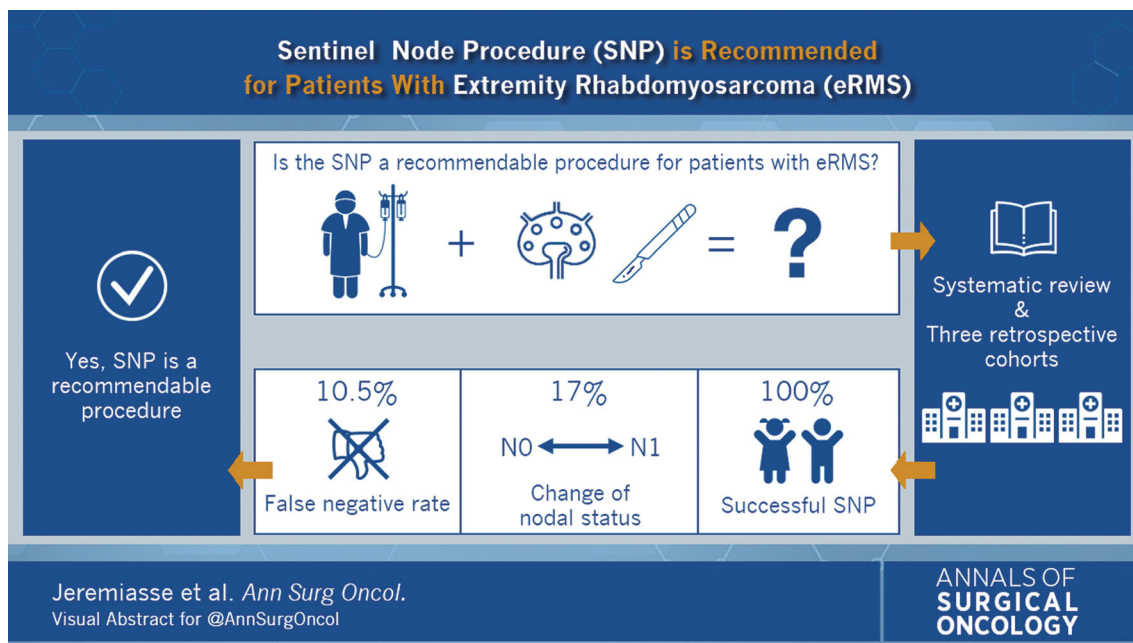 Sentinel Node Procedure (SNP) is Recommended
for Patients With Extremity Rhabdomyosarcoma (eRMS)
Is the SNP a recommendable procedure for patients with eRMS?
+
=
?
Systematic review
&
Three retrospective
cohorts
100%
Successful SNP
17%
N0 N1
Change of
nodal status
10.5%
False negative rate
Yes, SNP is a
recommendable
procedure
Jeremiasse et al. Ann Surg Oncol.
Visual Abstract for @AnnSurgOncol
ANNALS OF
SURGICAL
ONCOLOGY